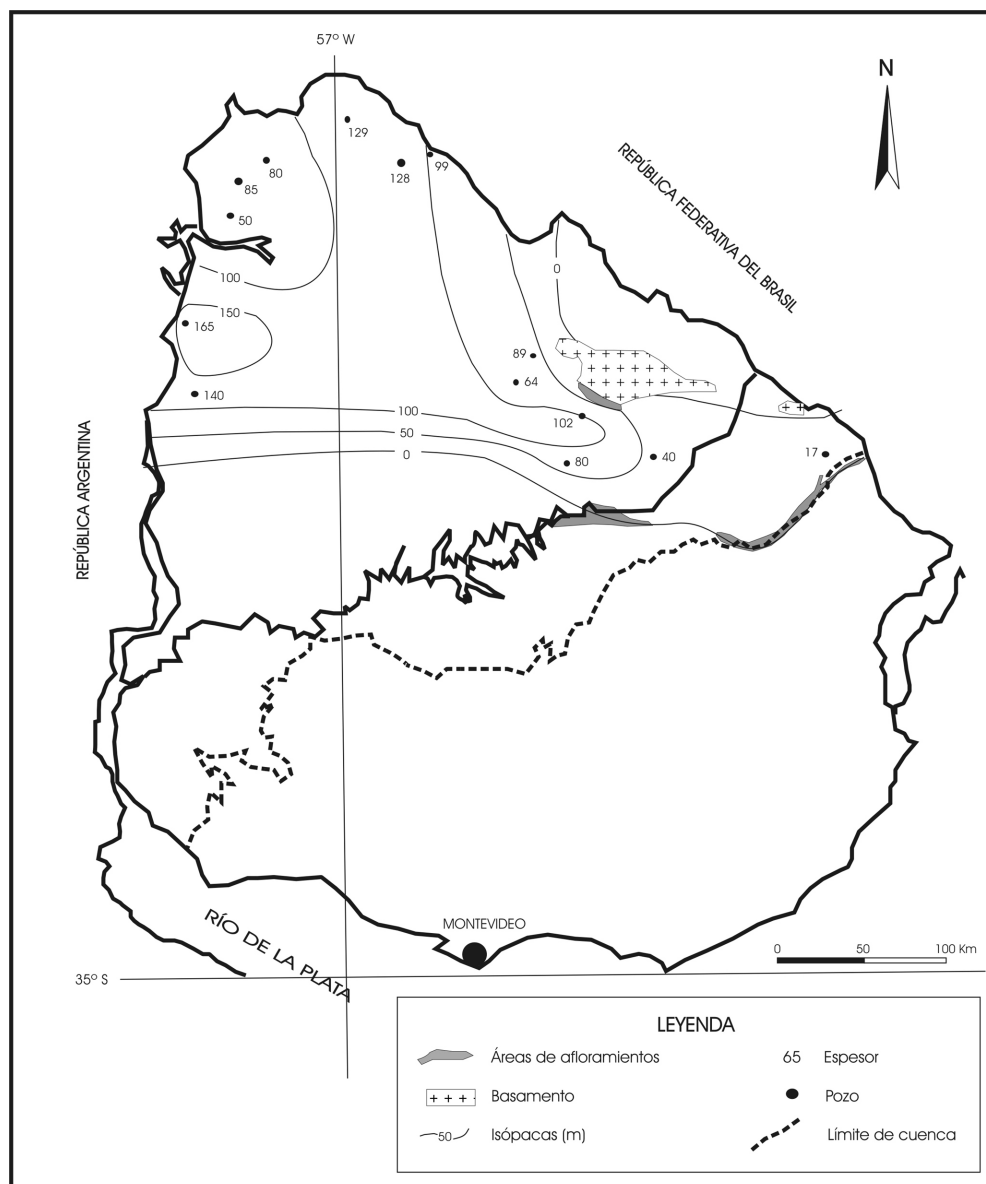 57º W
N
129
99
128
80
85
50
REPÚBLICA FEDERATIVA DEL BRASIL
0
100
150
165
89
64
140
100
102
50
0
80
40
17
REPÚBLICA ARGENTINA
RÍO DE LA PLATA
MONTEVIDEO
0 50 100 Km
35º S
LEYENDA
Áreas de afloramientos
65 Espesor
Basamento
Pozo
50 Isópacas (m)
Límite de cuenca